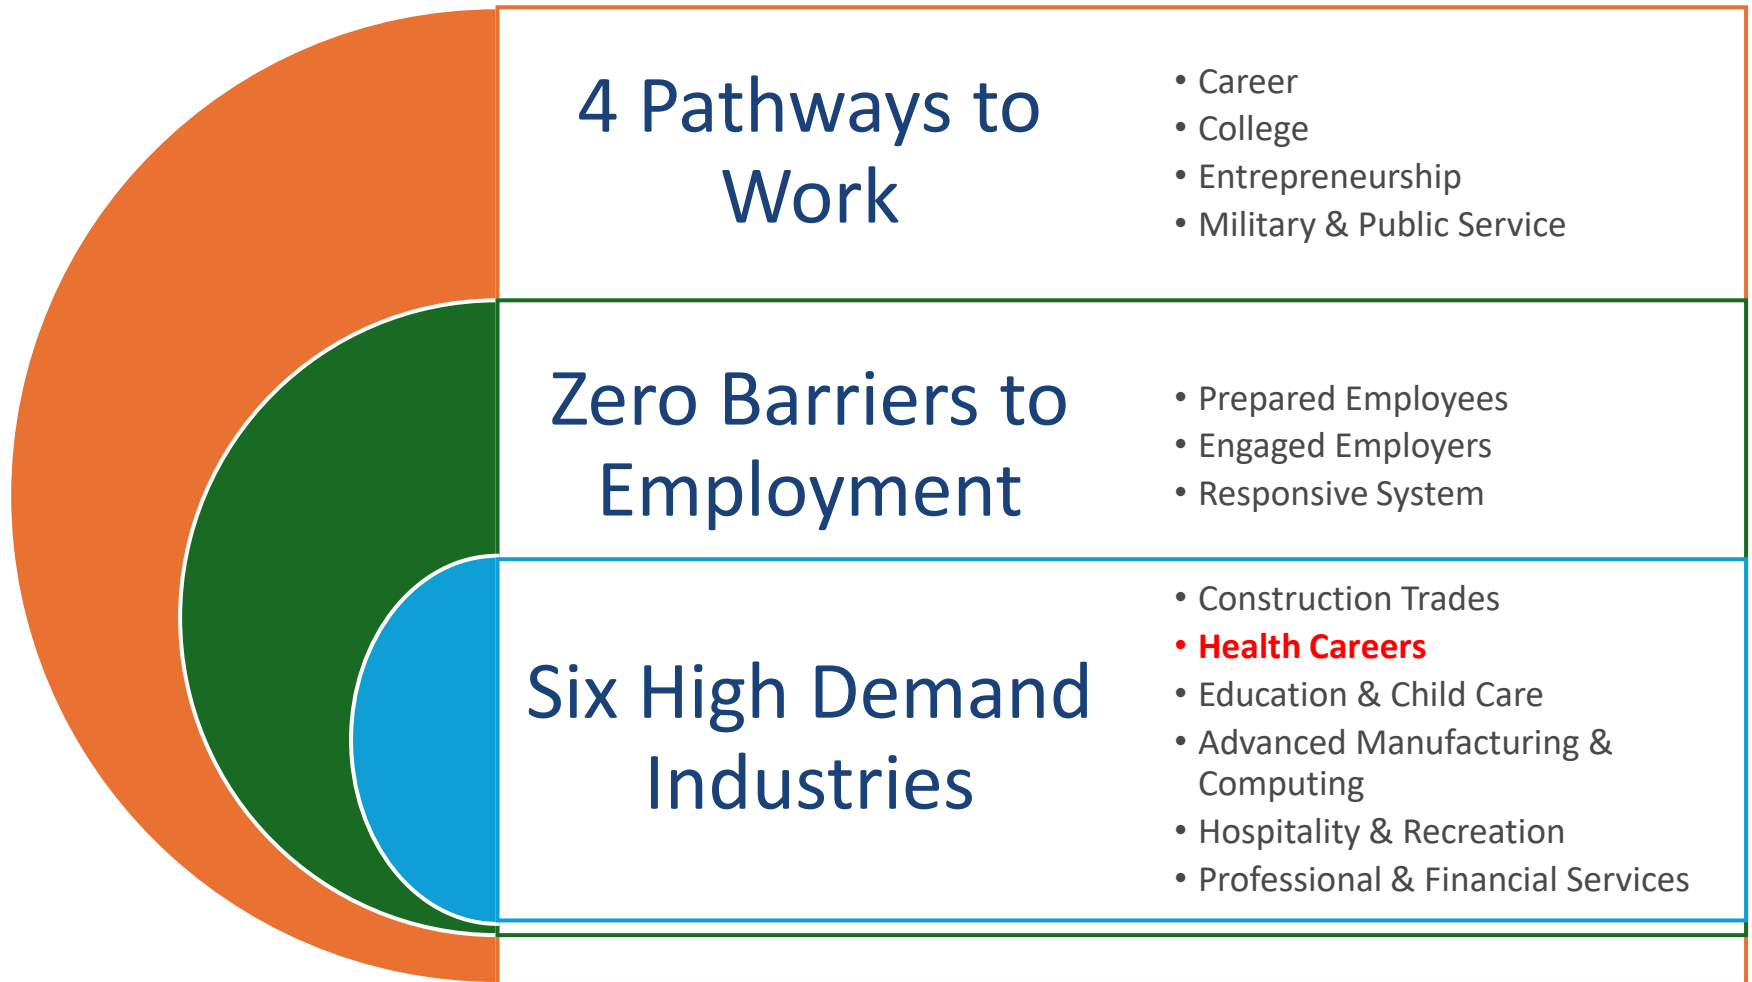 4 Pathways to
Work
• Career
• College
• Entrepreneurship
• Military & Public Service
Zero Barriers to
Employment
• Prepared Employees
• Engaged Employers
• Responsive System
Six High Demand
Industries
• Construction Trades
• Health Careers
• Education & Child Care
• Advanced Manufacturing &
Computing
• Hospitality & Recreation
• Professional & Financial Services